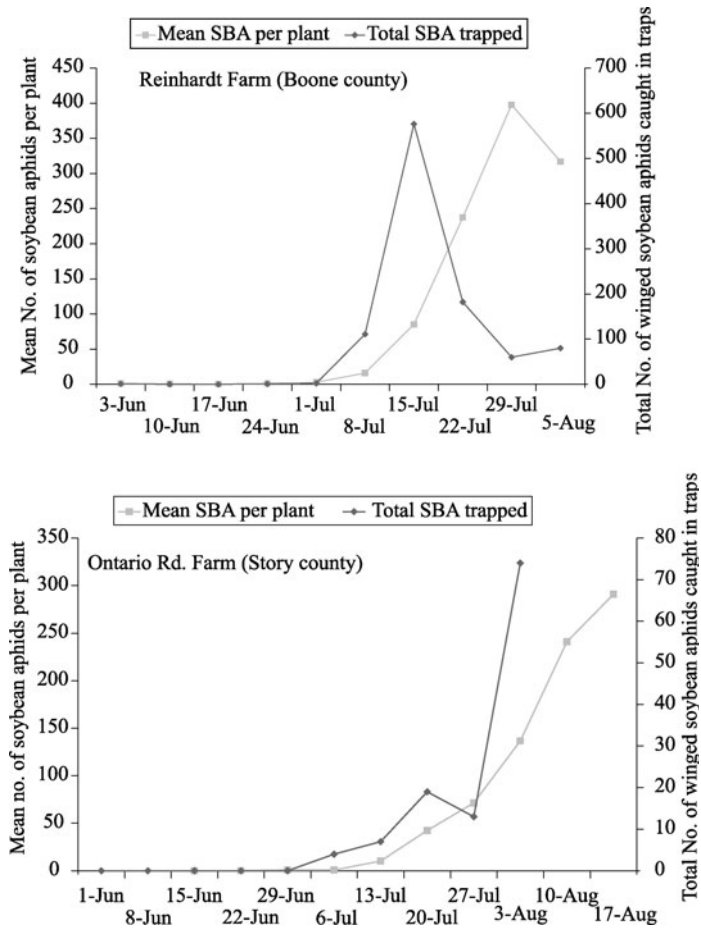 Mean SBA per plant Total SBA trapped
Reinhardt Farm (Boone county)
Mean No. of soybean aphids per plant
450
400
350
300
250
200
150
100
50
0
700
600
500
400
300
200
100
0
Total No. of winged soybean aphids caught in traps
3-Jun 17-Jun 1-Jul 15-Jul 29-Jul
10-Jun 24-Jun 8-Jul 22-Jul 5-Aug
Mean SBA per plant Total SBA trapped
Ontario Rd. Farm (Story county)
Mean no. of soybean aphids per plant
350
300
250
200
150
100
50
0
80
70
60
50
40
30
20
10
0
Total No. of winged soybean aphids caught in traps
1-Jun 15-Jun 29-Jun 13-Jul 27-Jul 10-Aug
8-Jun 22-Jun 6-Jul 20-Jul 3-Aug 17-Aug